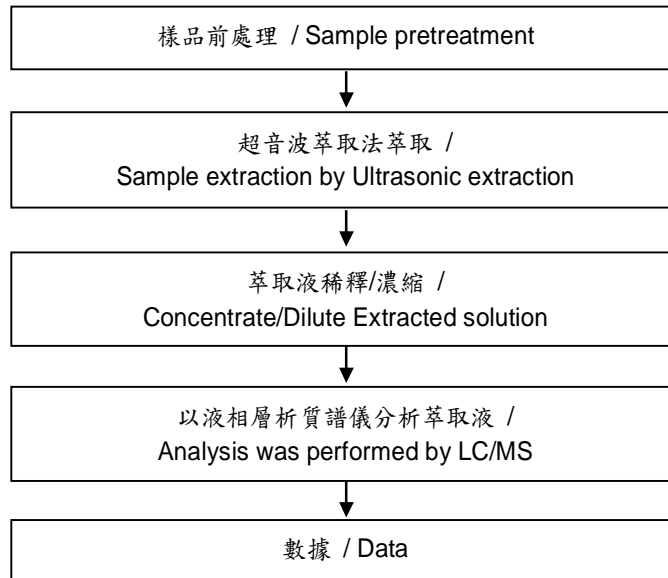 樣品前處理 / Sample pretreatment
超音波萃取法萃取 /
Sample extraction by Ultrasonic extraction
萃取液稀釋/濃縮 /
Concentrate/Dilute Extracted solution
以液相層析質譜儀分析萃取液 /
Analysis was performed by LC/MS
數據 / Data